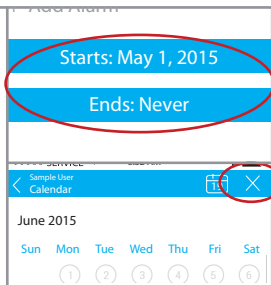 Add Alarm
Starts: May 1, 2015
Ends: Never
Sample User
Calendar
15
June 2015
Sun Mon Tue Wed Thu Fri Sat
1 2 3 4 5 6